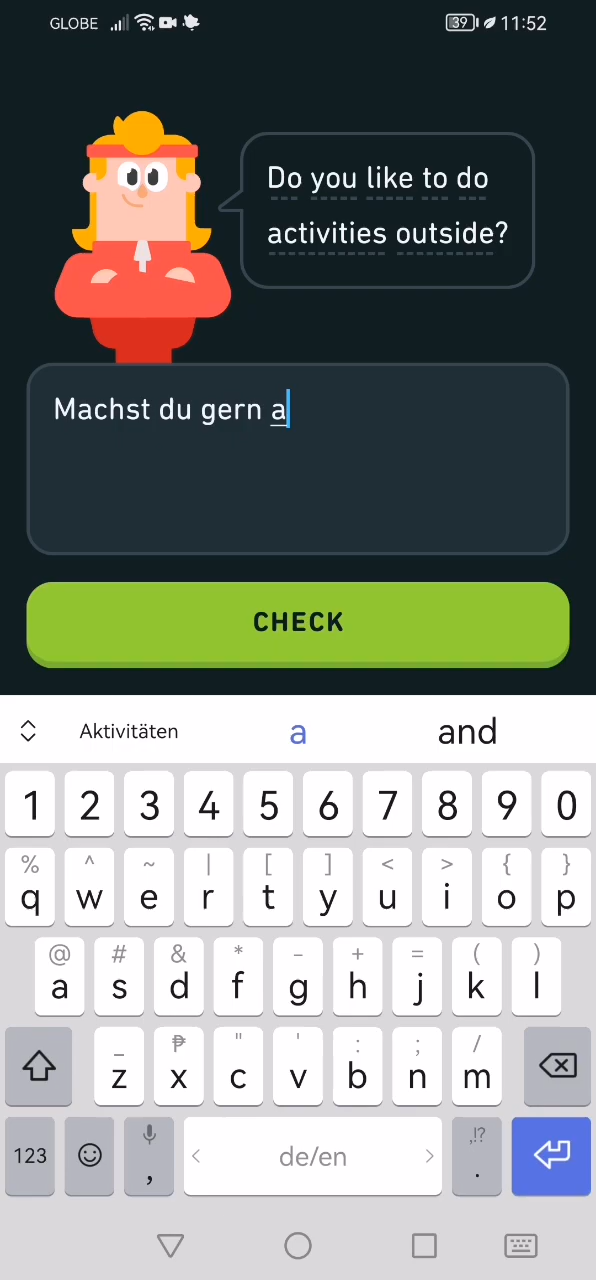 GLOBE 39 11:52
Do you like to do
activities outside?
Machst du gern a
CHECK
Aktivitäten a and
1 2 3 4 5 6 7 8 9 0
% ^ ~ | [ ] < > { }
q w e r t y u i o p
@ # & * - + = ( )
a s d f g h j k l
_ ₱ " ' : ; /
z x c v b n m
123 , < de/en > ,!? .